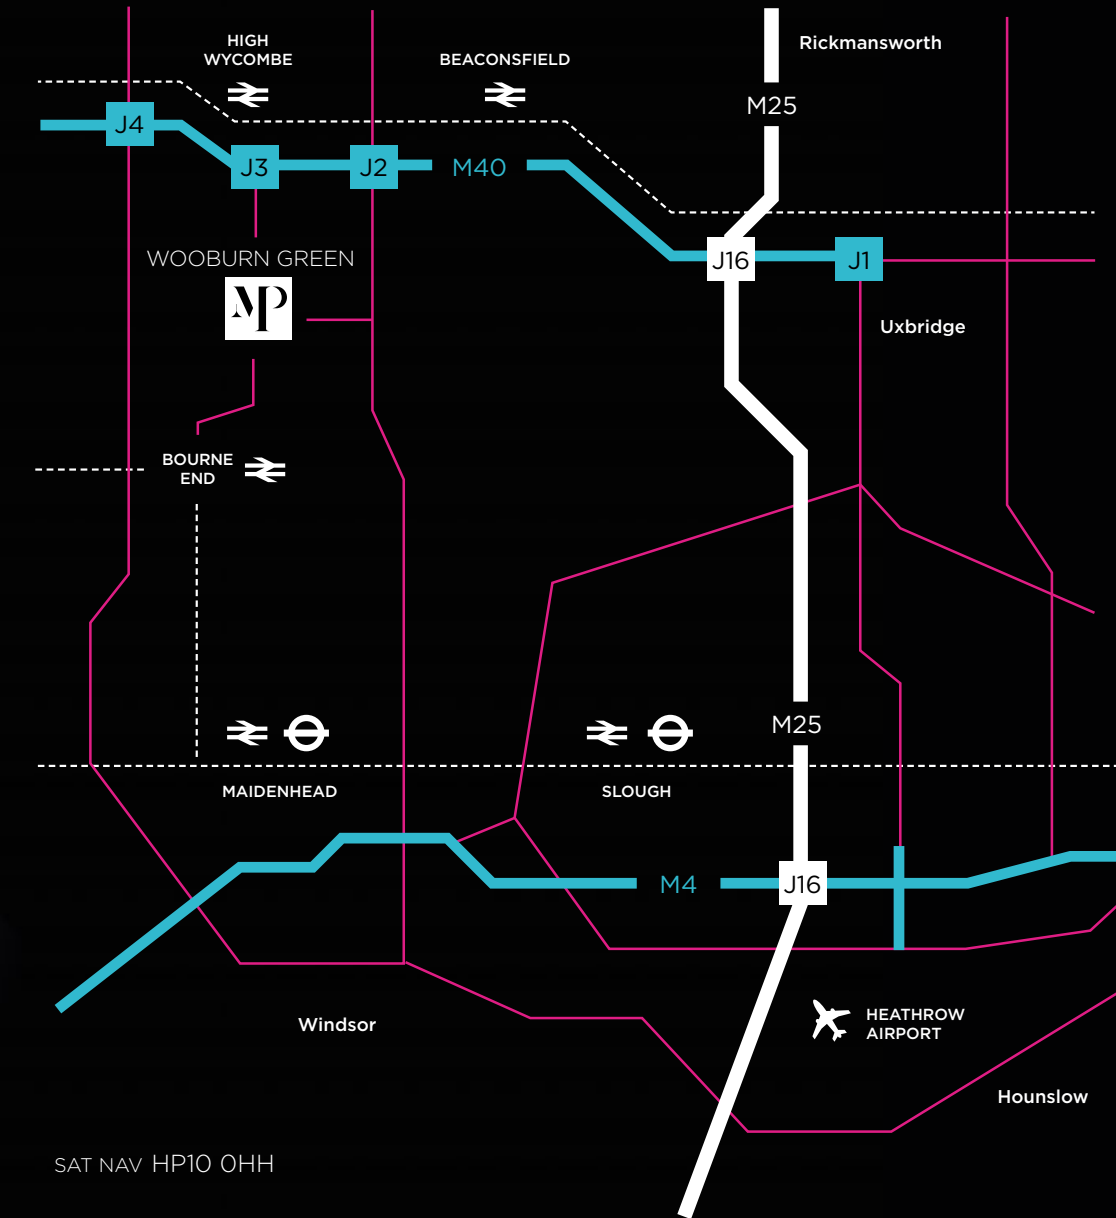 HIGH
WYCOMBE
BEACONSFIELD
Rickmansworth
M25
J4
J3
J2
M40
WOOBURN GREEN
MP
J16
J1
Uxbridge
BOURNE
END
M25
MAIDENHEAD
SLOUGH
M4
J16
HEATHROW
AIRPORT
Windsor
Hounslow
SAT NAV HP10 0HH